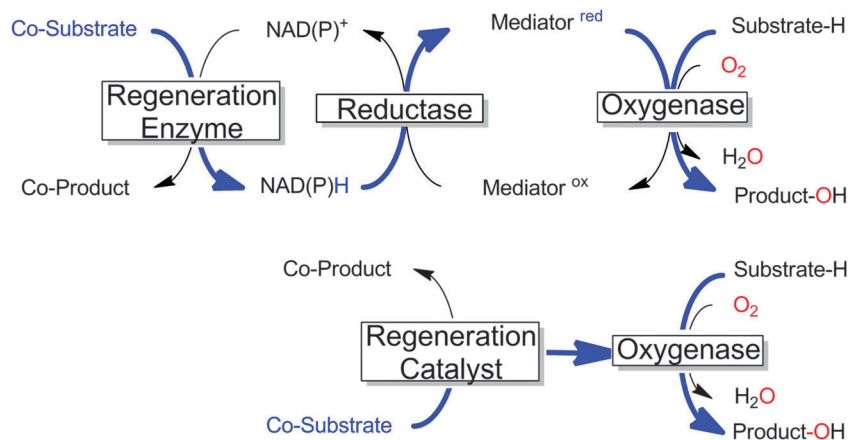 Co-Substrate NAD(P)⁺ Mediator ʳᵉᵈ Substrate-H
O₂
Regeneration
Enzyme
Reductase
Oxygenase
H₂O
Co-Product NAD(P)H Mediator ᵒˣ Product-OH
Co-Product Substrate-H
O₂
Regeneration
Catalyst
Oxygenase
H₂O
Co-Substrate Product-OH